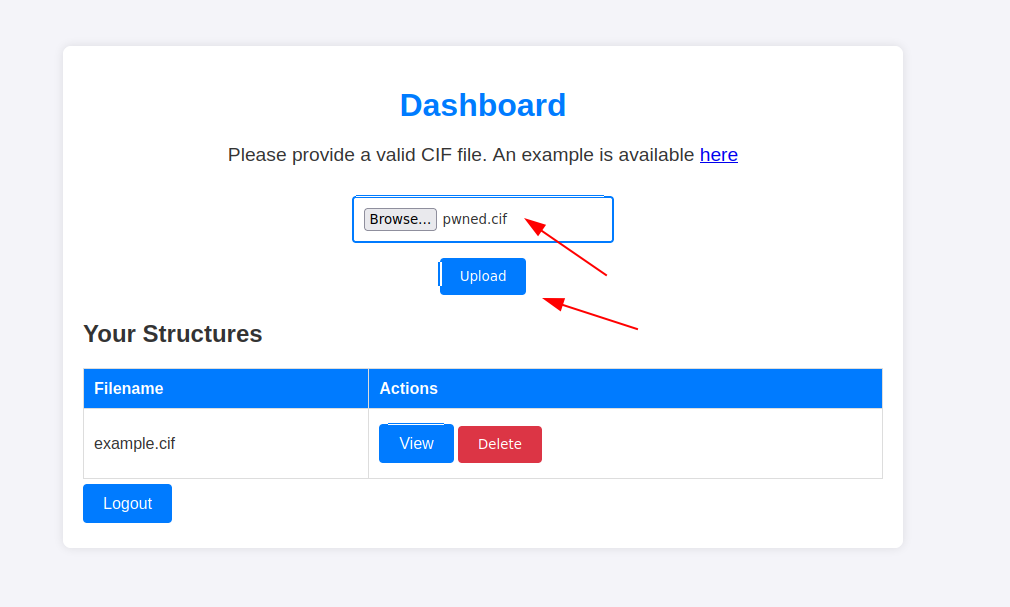 Dashboard
Please provide a valid CIF file. An example is available here
Browse... pwned.cif
Upload
Your Structures
Filename Actions
example.cif View Delete
Logout